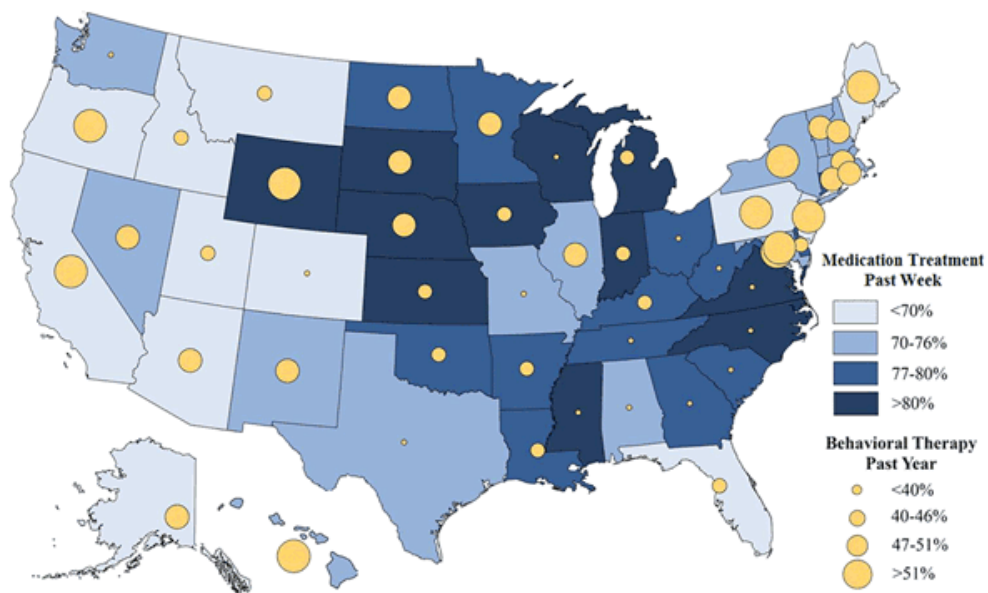 Medication Treatment
Past Week
<70%
70-76%
77-80%
>80%
Behavioral Therapy
Past Year
<40%
40-46%
47-51%
>51%